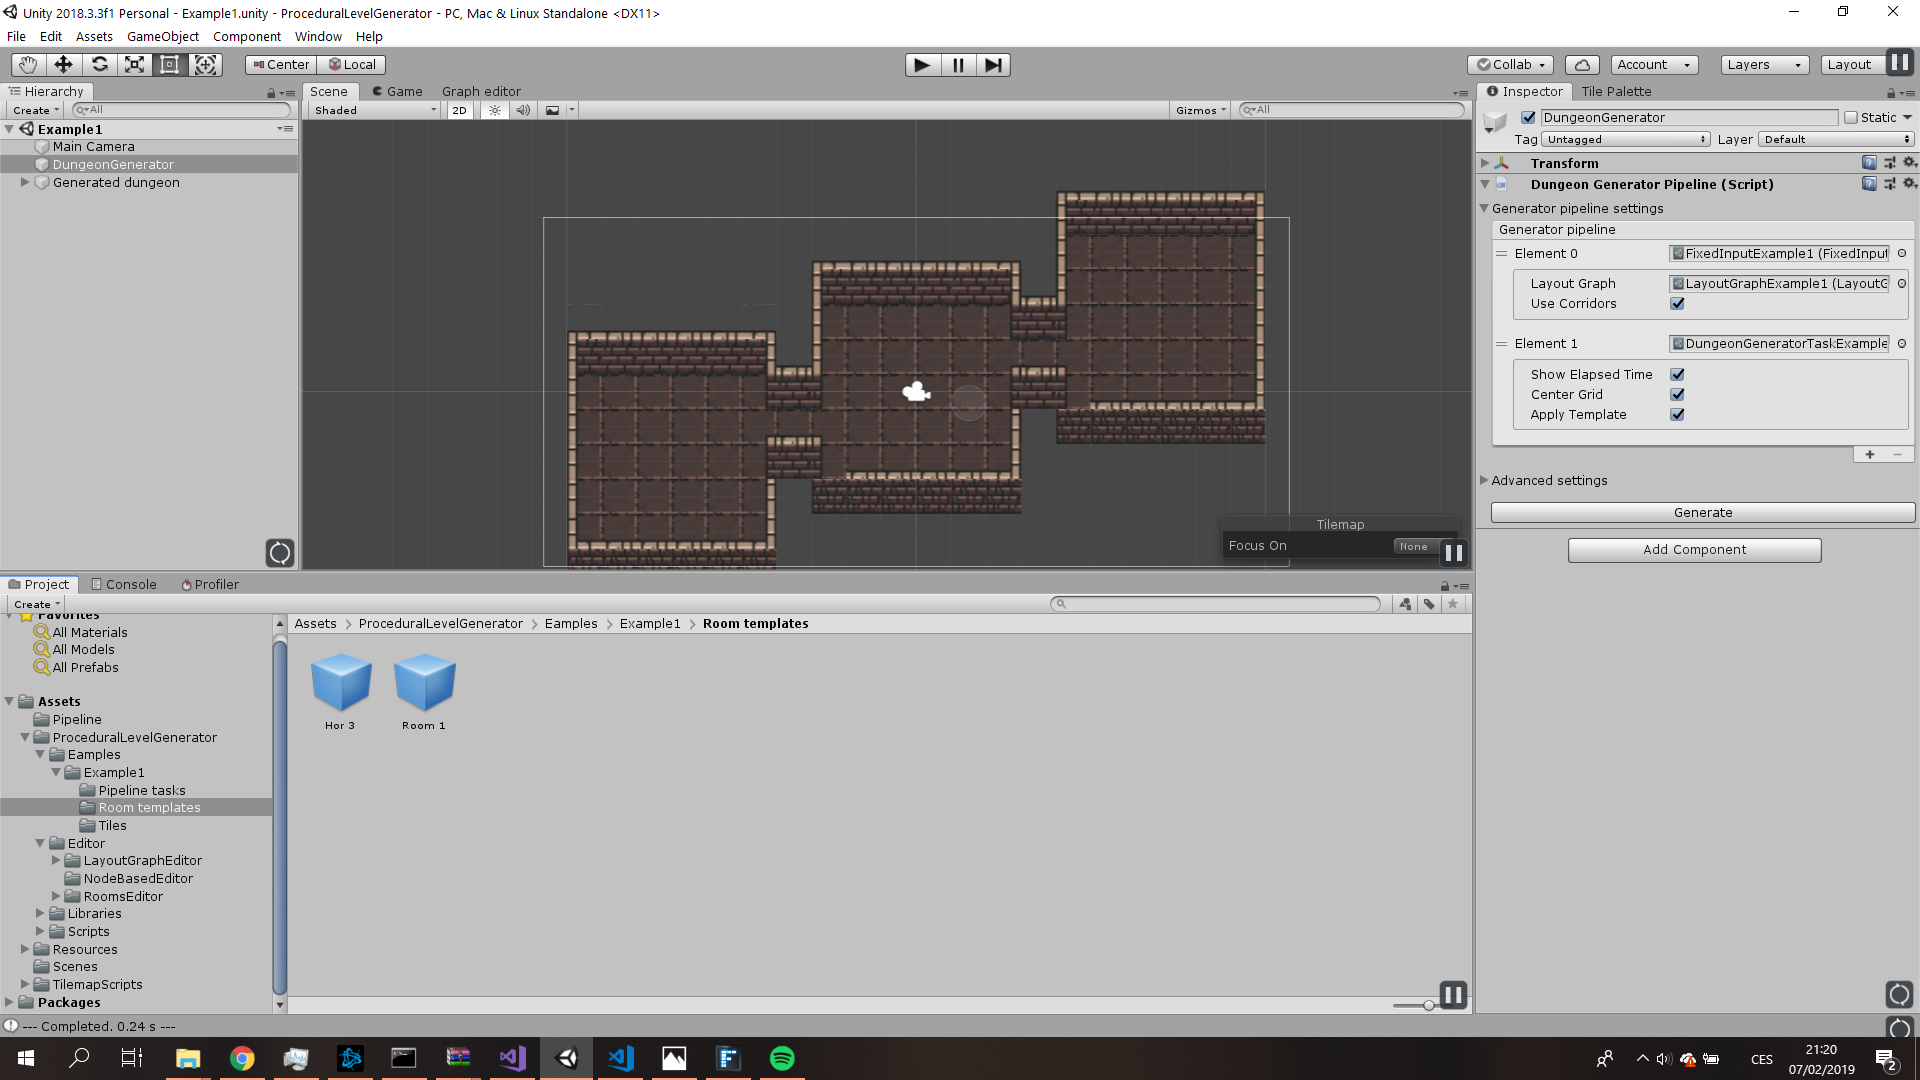 Unity 2018.3.3f1 Personal - Example1.unity - ProceduralLevelGenerator - PC, Mac & Linux Standalone <DX11>
File Edit Assets GameObject Component Window Help
Center Local Collab Account Layers Layout
Hierarchy
Create All
Example1
Main Camera
DungeonGenerator
Generated dungeon
Scene Game Graph editor
Shaded 2D Gizmos All
Tilemap
Focus On None
Inspector Tile Palette
DungeonGenerator Static
Tag Untagged Layer Default
Transform
Dungeon Generator Pipeline (Script)
Generator pipeline settings
Generator pipeline
Element 0 FixedInputExample1 (FixedInput
Layout Graph LayoutGraphExample1 (LayoutG
Use Corridors
Element 1 DungeonGeneratorTaskExample
Show Elapsed Time
Center Grid
Apply Template
+ −
Advanced settings
Generate
Add Component
Project Console Profiler
Create
Favorites
All Materials
All Models
All Prefabs
Assets
Pipeline
ProceduralLevelGenerator
Eamples
Example1
Pipeline tasks
Room templates
Tiles
Editor
LayoutGraphEditor
NodeBasedEditor
RoomsEditor
Libraries
Scripts
Resources
Scenes
TilemapScripts
Packages
Assets > ProceduralLevelGenerator > Eamples > Example1 > Room templates
Hor 3 Room 1
--- Completed. 0.24 s ---
CES 21:20
07/02/2019
2